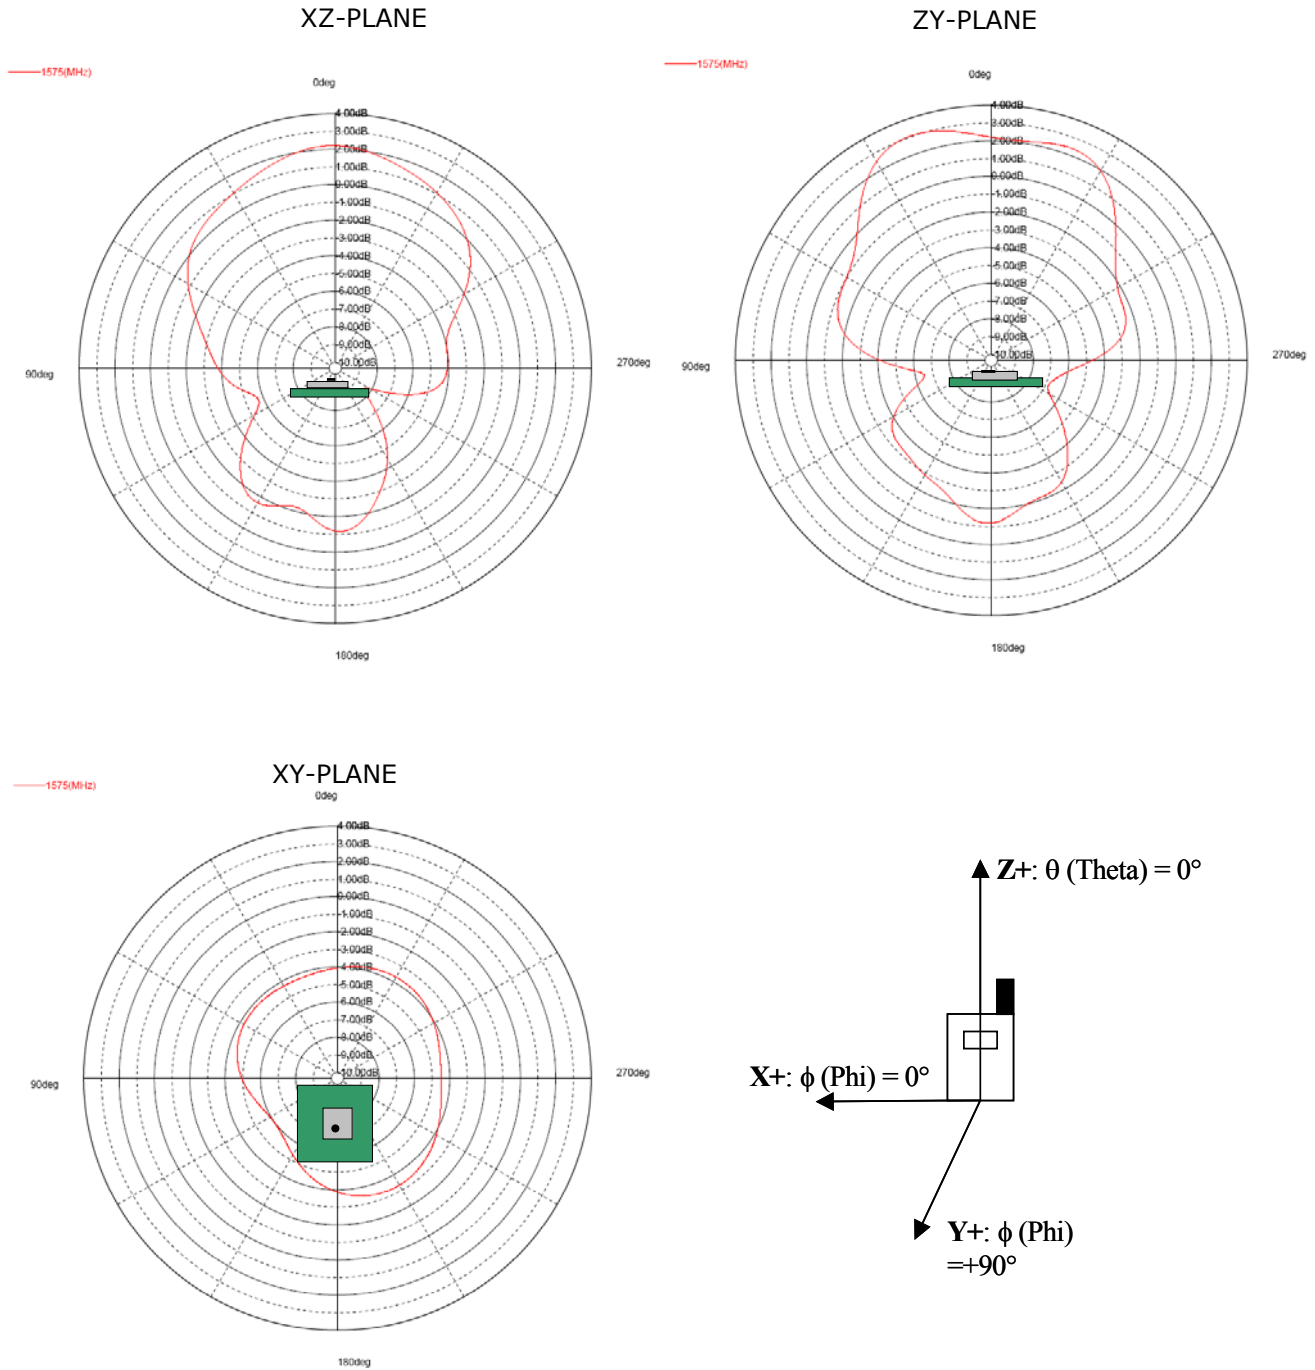 XZ-PLANE
ZY-PLANE
1575(MHz)
1575(MHz)
0deg
0deg
4.00dB
3.00dB
2.00dB
1.00dB
0.00dB
-1.00dB
-2.00dB
-3.00dB
-4.00dB
-5.00dB
-6.00dB
-7.00dB
-8.00dB
-9.00dB
-10.00dB
4.00dB
3.00dB
2.00dB
1.00dB
0.00dB
-1.00dB
-2.00dB
-3.00dB
-4.00dB
-5.00dB
-6.00dB
-7.00dB
-8.00dB
-9.00dB
-10.00dB
90deg
270deg
90deg
270deg
180deg
180deg
XY-PLANE
1575(MHz)
0deg
4.00dB
3.00dB
2.00dB
1.00dB
0.00dB
-1.00dB
-2.00dB
-3.00dB
-4.00dB
-5.00dB
-6.00dB
-7.00dB
-8.00dB
-9.00dB
-10.00dB
90deg
270deg
180deg
Z+: θ (Theta) = 0°
X+: ϕ (Phi) = 0°
Y+: ϕ (Phi)
=+90°